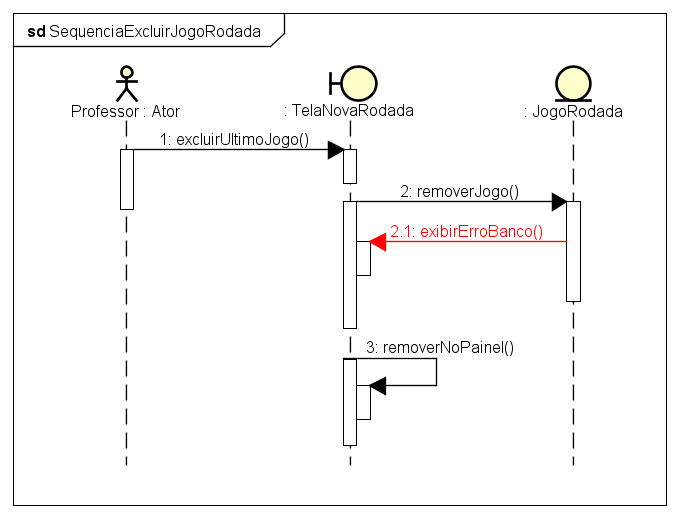 sd SequenciaExcluirJogoRodada
Professor : Ator
: TelaNovaRodada
: JogoRodada
1: excluirUltimoJogo()
2: removerJogo()
2.1: exibirErroBanco()
3: removerNoPainel()